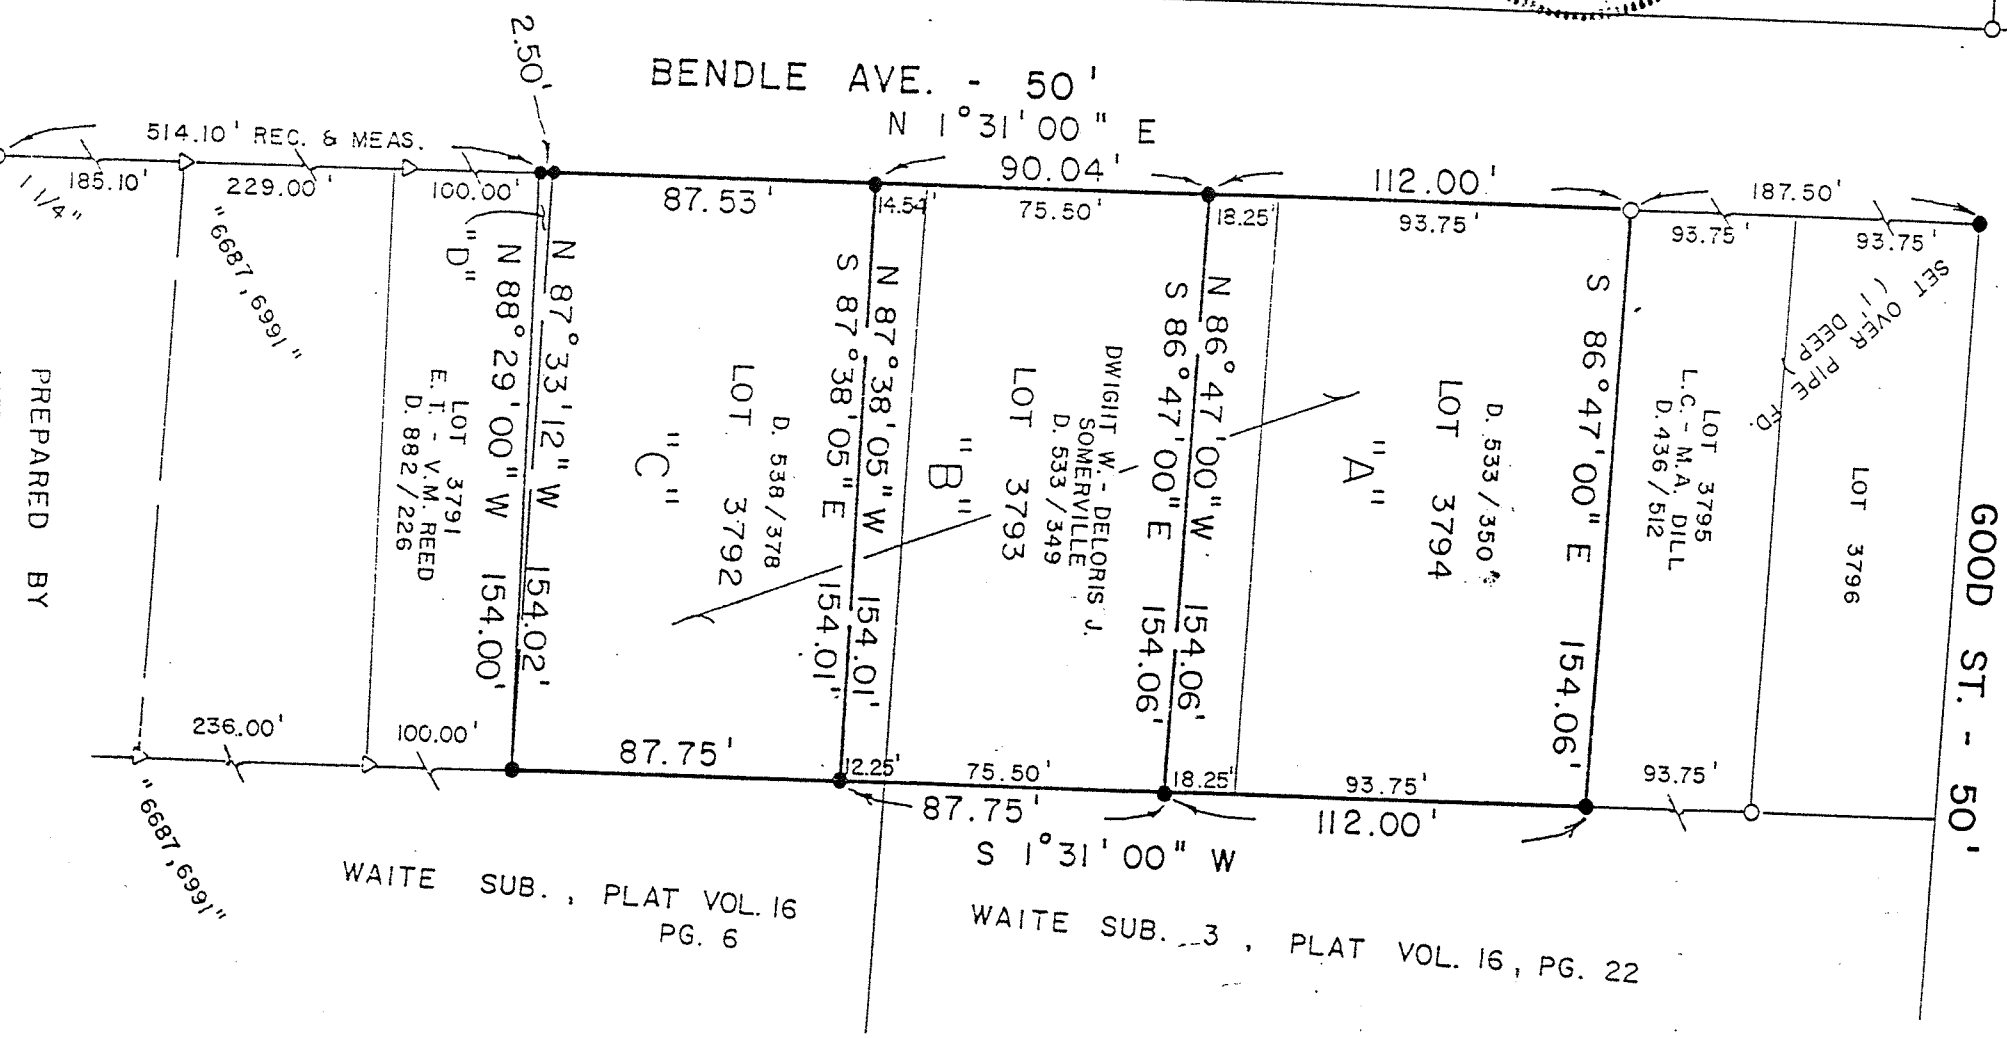 2.50'
BENDLE AVE. - 50'
N 1°31'00" E
514.10' REC. & MEAS.
90.04'
112.00'
187.50'
1 1/4"
185.10'
229.00'
100.00'
87.53'
14.54'
75.50'
18.25'
93.75'
93.75'
93.75'
SET OVER PIPE FD.
(1' DEEP)
"6687,6991"
"D"
N 88°29'00" W 154.00'
N 87°33'12" W 154.02'
S 87°38'05" E 154.01'
N 87°38'05" W 154.01'
S 86°47'00" E 154.06'
N 86°47'00" W 154.06'
S 86°47'00" E 154.06'
LOT 3791
E.T. - V.M. REED
D. 882/226
"C"
LOT 3792
D. 538/378
"B"
LOT 3793
DWIGHT W. - DELORIS J.
SOMERVILLE
D. 533/349
"A"
LOT 3794
D. 533/350
LOT 3795
L.C. - M.A. DILL
D. 436/512
LOT 3796
GOOD ST. - 50'
PREPARED BY
236.00'
100.00'
87.75'
12.25'
75.50'
18.25'
93.75'
93.75'
87.75'
112.00'
S 1°31'00" W
"6687,6991"
WAITE SUB., PLAT VOL. 16
PG. 6
WAITE SUB. 3, PLAT VOL. 16, PG. 22